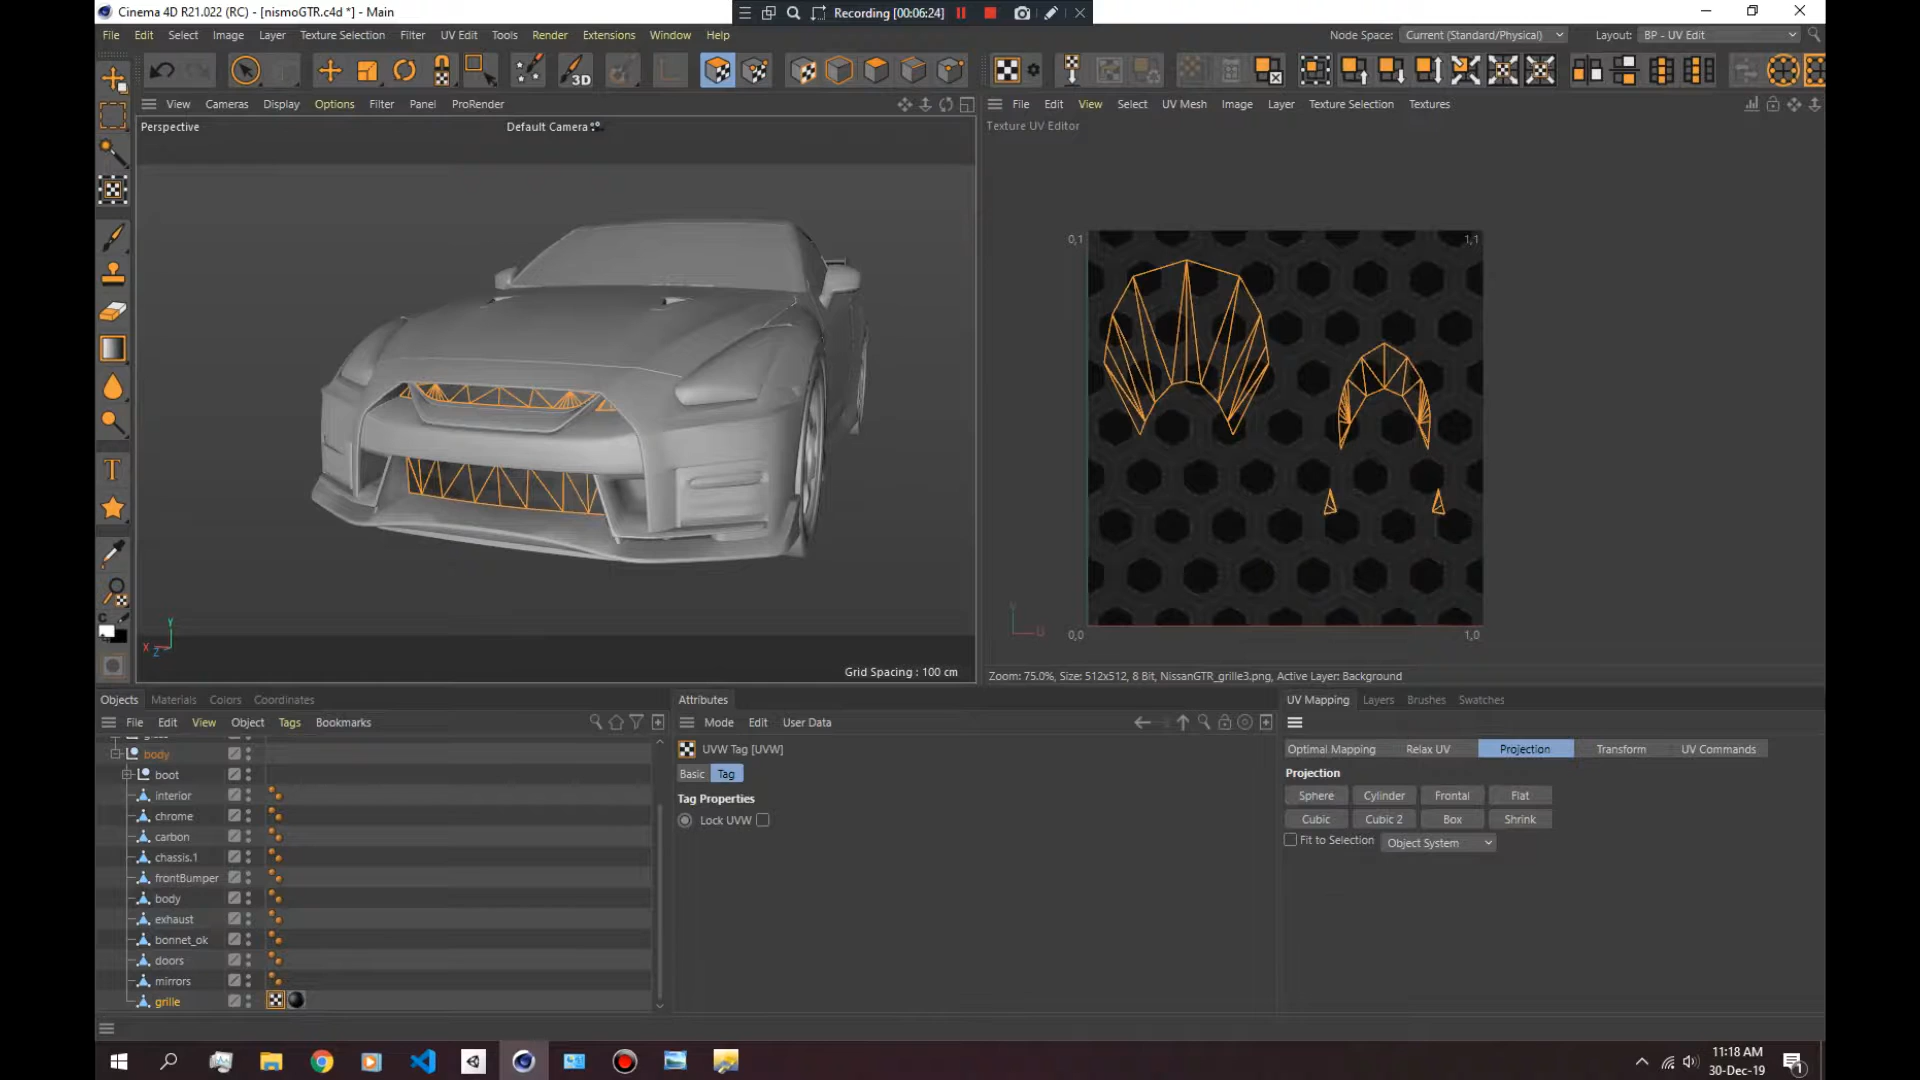 Cinema 4D R21.022 (RC) - [nismoGTR.c4d *] - Main
Recording [00:06:24]
File Edit Select Image Layer Texture Selection Filter UV Edit Tools Render Extensions Window Help
Node Space: Current (Standard/Physical) Layout: BP - UV Edit
3D
View Cameras Display Options Filter Panel ProRender
File Edit View Select UV Mesh Image Layer Texture Selection Textures
Perspective
Default Camera
Texture UV Editor
0,1
1,1
0,0
1,0
U
Y
X
Z
T
C
Grid Spacing : 100 cm
Zoom: 75.0%, Size: 512x512, 8 Bit, NissanGTR_grille3.png, Active Layer: Background
Objects Materials Colors Coordinates
File Edit View Object Tags Bookmarks
body
boot
interior
chrome
carbon
chassis.1
frontBumper
body
exhaust
bonnet_ok
doors
mirrors
grille
Attributes
Mode Edit User Data
UVW Tag [UVW]
Basic Tag
Tag Properties
Lock UVW
UV Mapping Layers Brushes Swatches
Optimal Mapping Relax UV Projection Transform UV Commands
Projection
Sphere Cylinder Frontal Flat
Cubic Cubic 2 Box Shrink
Fit to Selection Object System
11:18 AM
30-Dec-19
1